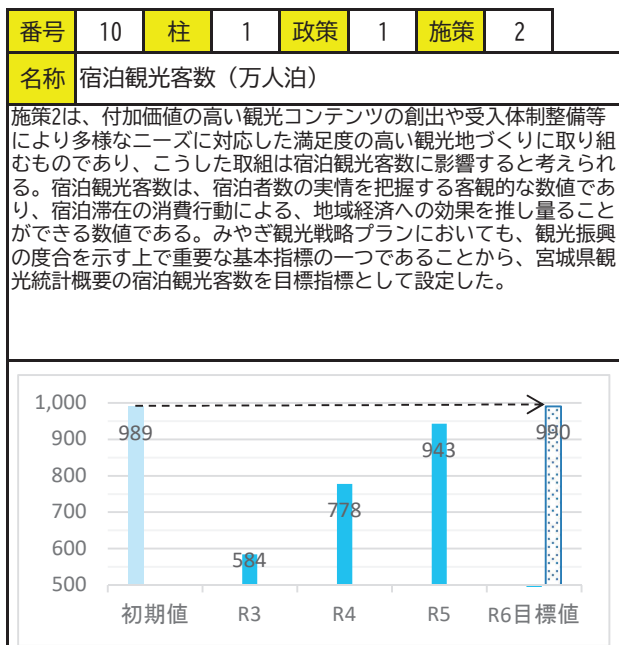 番号 10 柱 1 政策 1 施策 2
名称 宿泊観光客数（万人泊）
施策2は、付加価値の高い観光コンテンツの創出や受入体制整備等
により多様なニーズに対応した満足度の高い観光地づくりに取り組
むものであり、こうした取組は宿泊観光客数に影響すると考えられ
る。宿泊観光客数は、宿泊者数の実情を把握する客観的な数値であ
り、宿泊滞在の消費行動による、地域経済への効果を推し量ること
ができる数値である。みやぎ観光戦略プランにおいても、観光振興
の度合を示す上で重要な基本指標の一つであることから、宮城県観
光統計概要の宿泊観光客数を目標指標として設定した。
1,000
900
800
700
600
500
989
584
778
943
990
初期値 R3 R4 R5 R6目標値